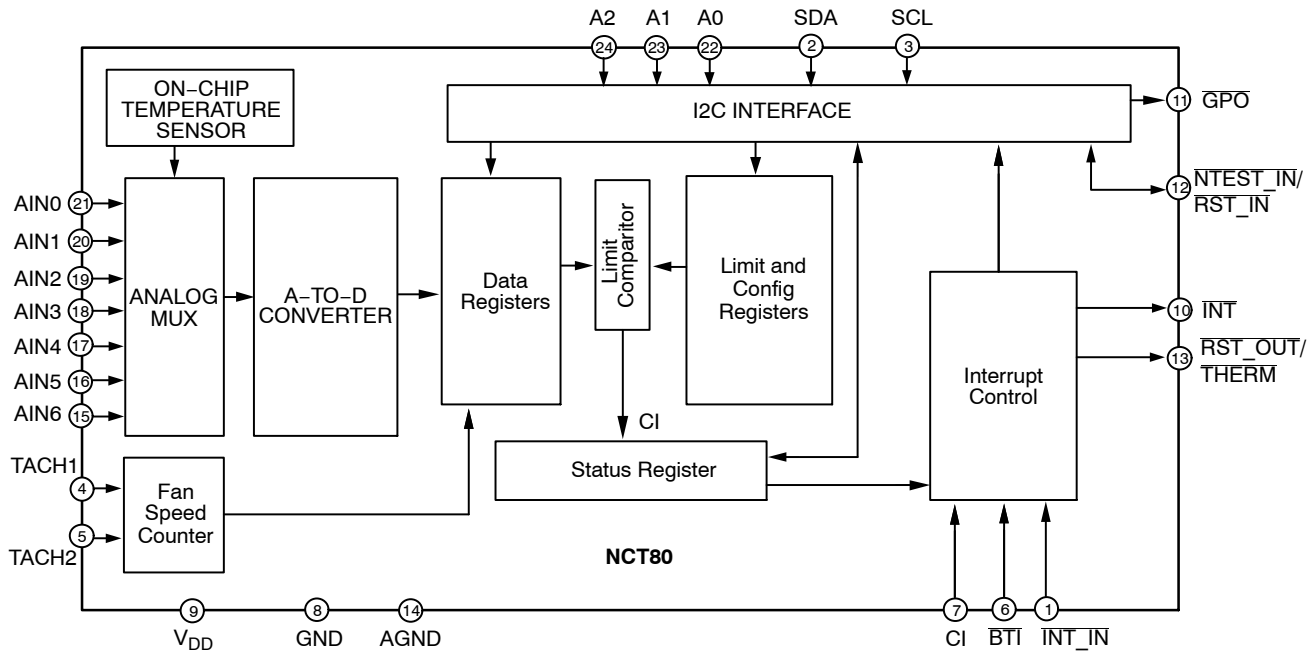 A2 A1 A0 SDA SCL
24 23 22 2 3
ON−CHIP
TEMPERATURE
SENSOR
I2C INTERFACE
11 GPO
12 NTEST_IN/
RST_IN
AIN0 21
AIN1 20
AIN2 19
AIN3 18
AIN4 17
AIN5 16
AIN6 15
ANALOG
MUX
A−TO−D
CONVERTER
Data
Registers
Limit
Comparitor
Limit and
Config
Registers
Interrupt
Control
10 INT
13 RST_OUT/
THERM
CI
Status Register
TACH1
4
5
TACH2
Fan
Speed
Counter
NCT80
9 8 14 7 6 1
VDD GND AGND CI BTI INT_IN